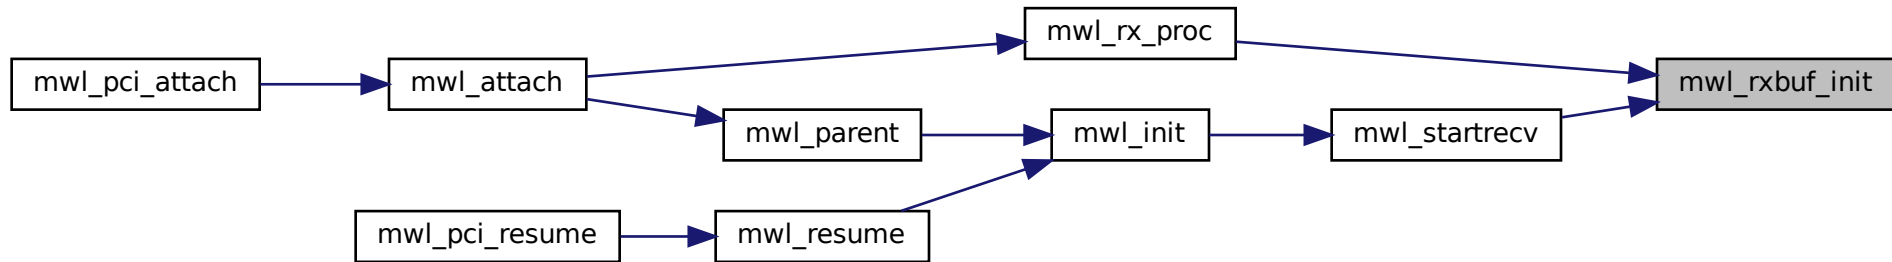 mwl_rx_proc
mwl_pci_attach
mwl_attach
mwl_rxbuf_init
mwl_parent
mwl_init
mwl_startrecv
mwl_pci_resume
mwl_resume